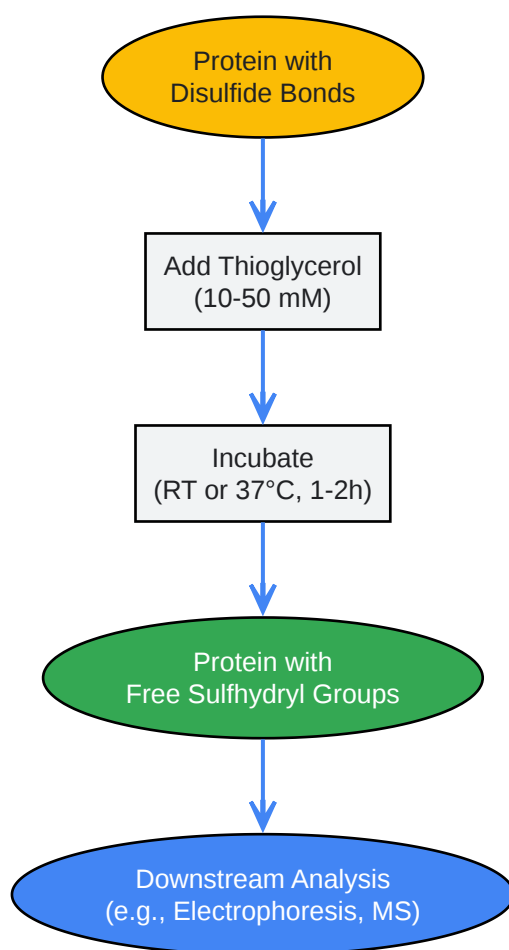 Protein with
Disulfide Bonds
Add Thioglycerol
(10-50 mM)
Incubate
(RT or 37°C, 1-2h)
Protein with
Free Sulfhydryl Groups
Downstream Analysis
(e.g., Electrophoresis, MS)